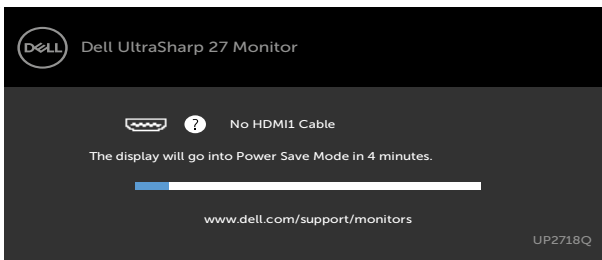 DELL
Dell UltraSharp 27 Monitor
? No HDMI1 Cable
The display will go into Power Save Mode in 4 minutes.
www.dell.com/support/monitors
UP2718Q